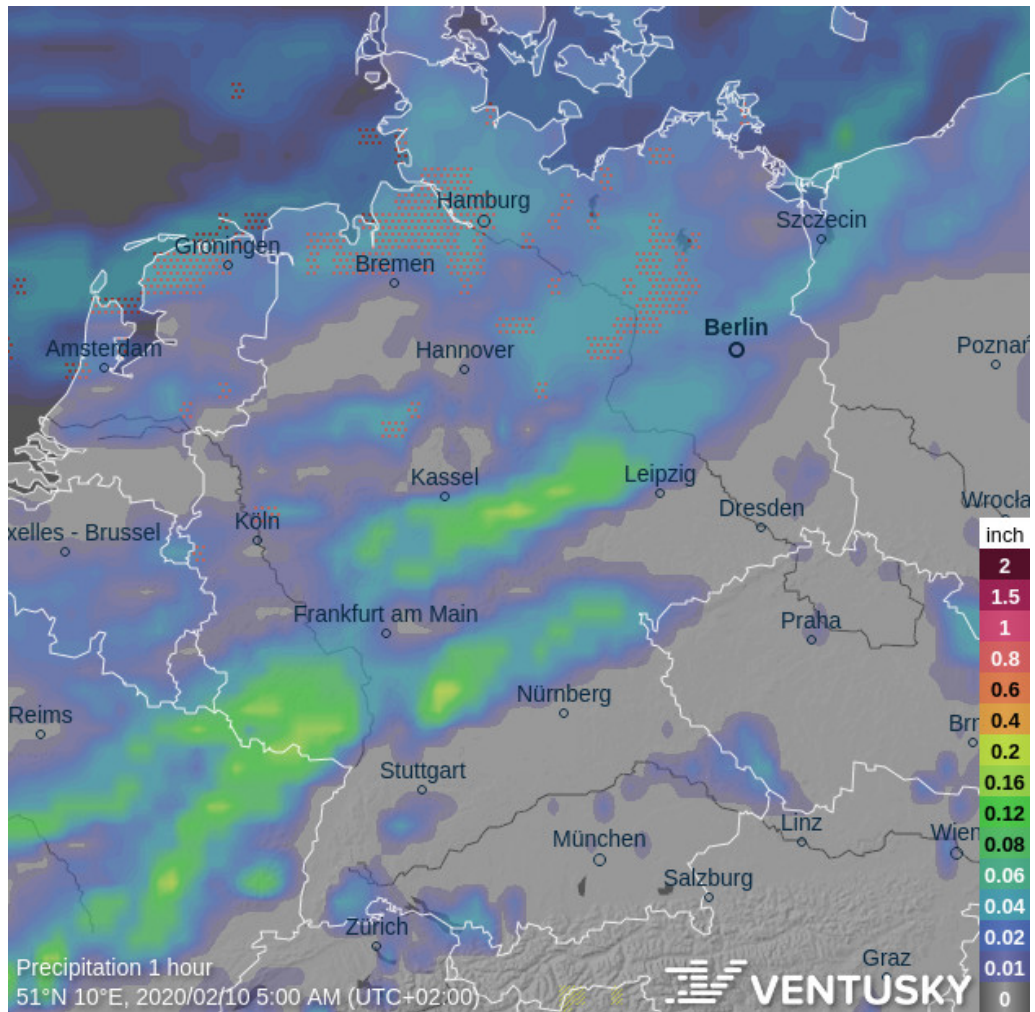 Hamburg
Szczecin
Groningen
Bremen
Berlin
Amsterdam
Hannover
Poznań
Kassel
Leipzig
Wrocła
Dresden
Köln
xelles - Brussel
inch
2
1.5
Frankfurt am Main
1
Praha
0.8
0.6
Nürnberg
Reims
0.4
Brn
0.2
Stuttgart
0.16
0.12
Linz
Wien
München
0.08
0.06
Salzburg
0.04
Zürich
0.02
Graz
0.01
Precipitation 1 hour
51°N 10°E, 2020/02/10 5:00 AM (UTC+02:00)
VENTUSKY
0